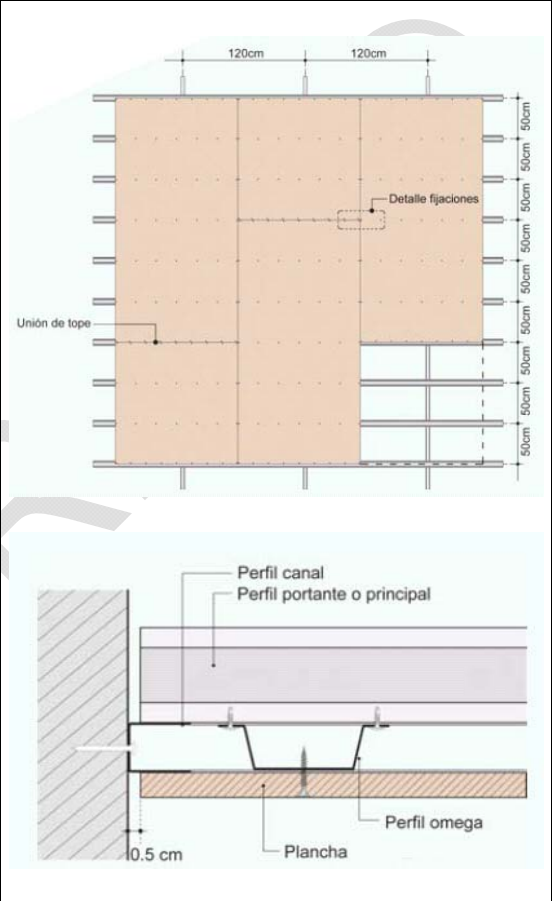 120cm 120cm
50cm
50cm
50cm
Detalle fijaciones
50cm
50cm
50cm
Unión de tope
50cm
50cm
50cm
Perfil canal
Perfil portante o principal
Perfil omega
0.5 cm
Plancha